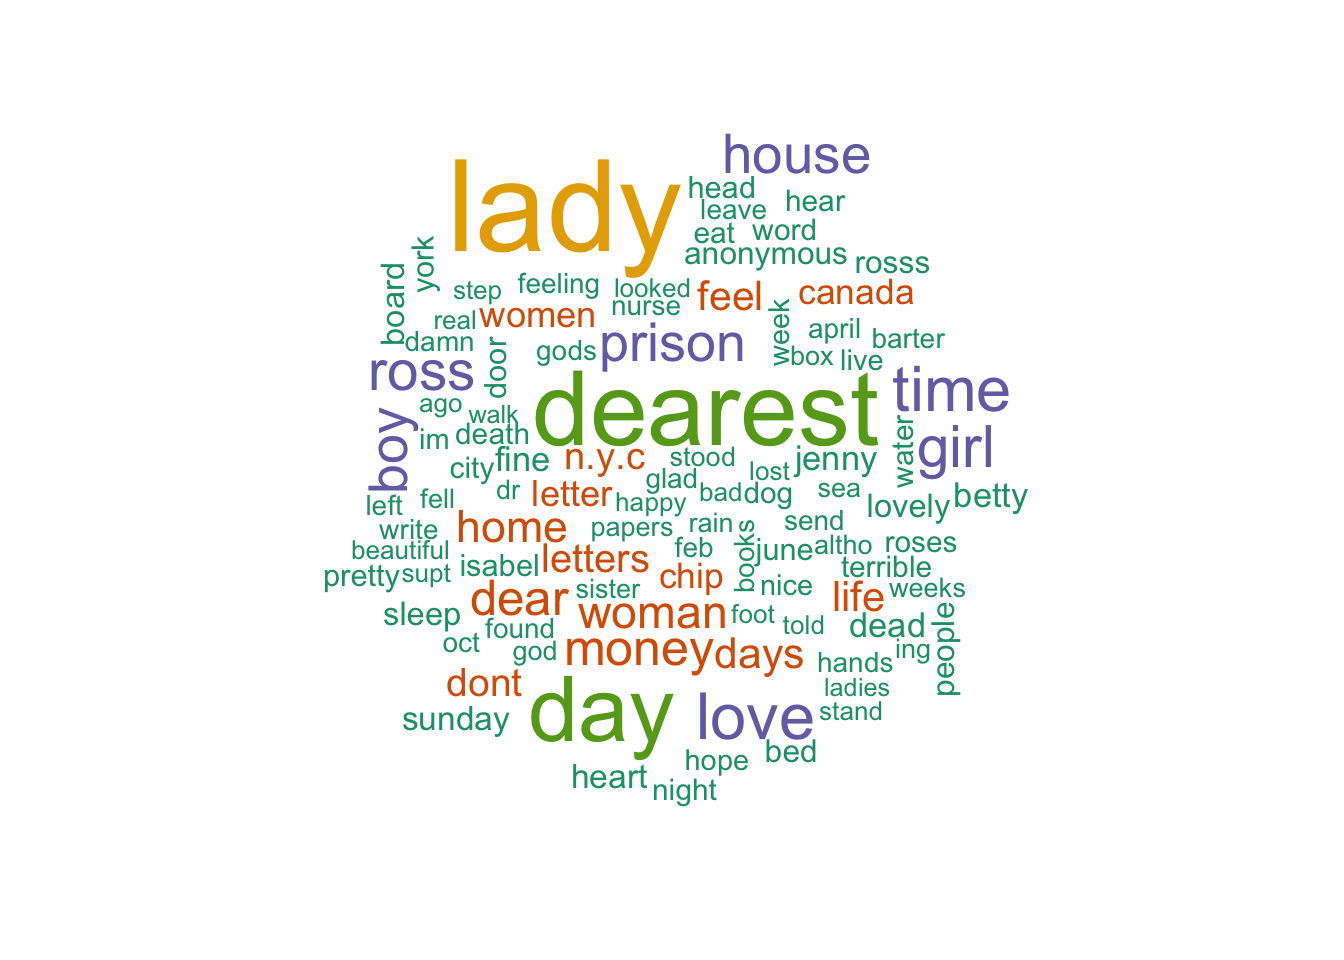 house
lady
head
leave
hear
eat
word
anonymous
rosss
york
board
step
feeling
looked
nurse
feel
canada
real
women
damn
door
gods
prison
week
april
barter
box
live
ross
dearest
time
ago
walk
boy
im
death
city
fine
n.y.c
stood
jenny
water
girl
glad
lost
dr
letter
happy
bad
dog
sea
lovely
betty
left
fell
write
home
papers
rain
send
beautiful
letters
feb
books
june
altho
roses
pretty
supt
isabel
sister
chip
nice
terrible
life
weeks
sleep
dear
woman
foot
told
dead
people
oct
found
god
money
days
hands
ing
dont
ladies
sunday
day
love
stand
heart
hope
bed
night